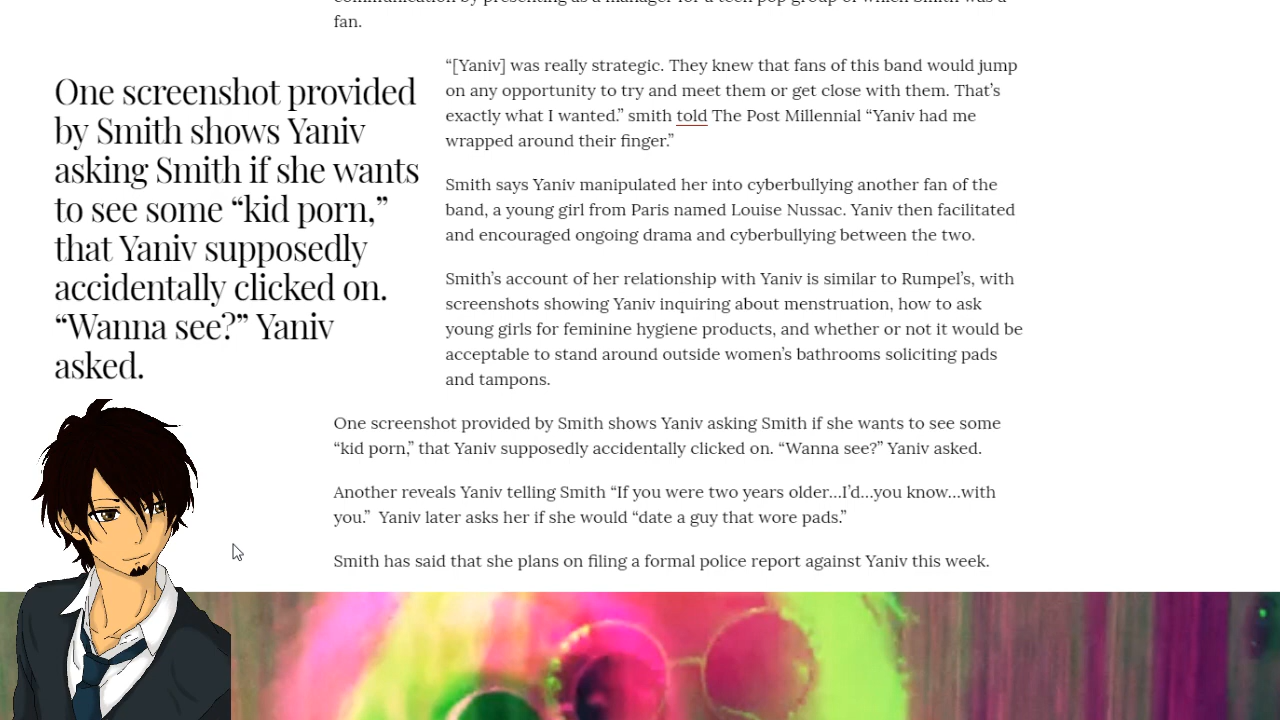 fan.
One screenshot provided
by Smith shows Yaniv
asking Smith if she wants
to see some “kid porn,”
that Yaniv supposedly
accidentally clicked on.
“Wanna see?” Yaniv
asked.
“[Yaniv] was really strategic. They knew that fans of this band would jump
on any opportunity to try and meet them or get close with them. That’s
exactly what I wanted.” smith told The Post Millennial “Yaniv had me
wrapped around their finger.”
Smith says Yaniv manipulated her into cyberbullying another fan of the
band, a young girl from Paris named Louise Nussac. Yaniv then facilitated
and encouraged ongoing drama and cyberbullying between the two.
Smith’s account of her relationship with Yaniv is similar to Rumpel’s, with
screenshots showing Yaniv inquiring about menstruation, how to ask
young girls for feminine hygiene products, and whether or not it would be
acceptable to stand around outside women’s bathrooms soliciting pads
and tampons.
One screenshot provided by Smith shows Yaniv asking Smith if she wants to see some
“kid porn,” that Yaniv supposedly accidentally clicked on. “Wanna see?” Yaniv asked.
Another reveals Yaniv telling Smith “If you were two years older…I’d…you know…with
you.”  Yaniv later asks her if she would “date a guy that wore pads.”
Smith has said that she plans on filing a formal police report against Yaniv this week.